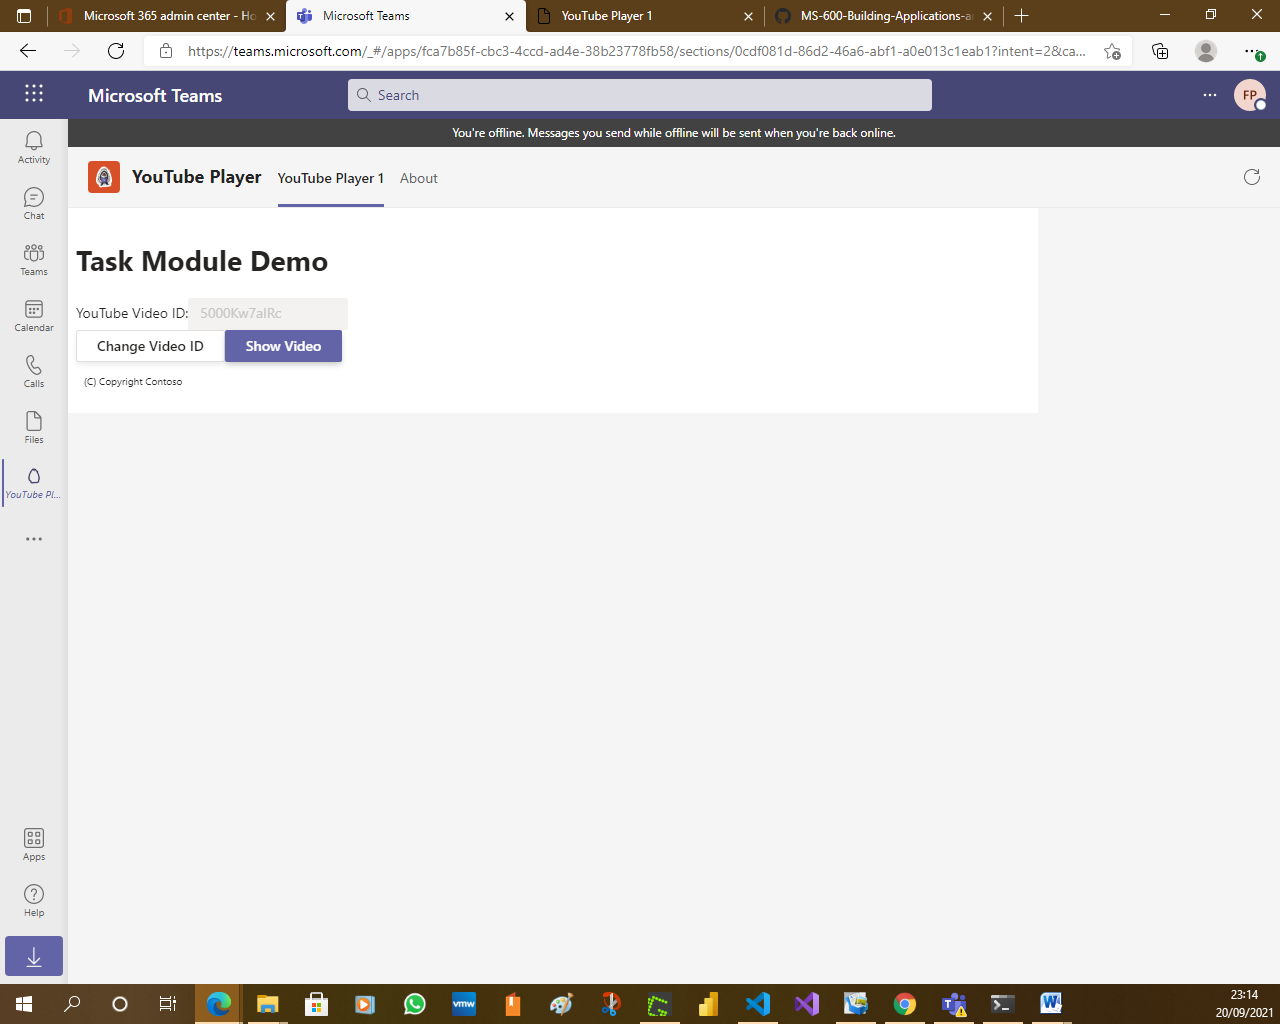 Microsoft 365 admin center - Ho
Microsoft Teams
YouTube Player 1
MS-600-Building-Applications-a
https://teams.microsoft.com/_#/apps/fca7b85f-cbc3-4ccd-ad4e-38b23778fb58/sections/0cdf081d-86d2-46a6-abf1-a0e013c1eab1?intent=2&ca...
Microsoft Teams
Search
FP
You're offline. Messages you send while offline will be sent when you're back online.
YouTube Player
YouTube Player 1
About
Activity
Chat
Teams
Calendar
Calls
Files
YouTube Pl...
Task Module Demo
YouTube Video ID:
5000Kw7aIRc
Change Video ID
Show Video
(C) Copyright Contoso
Apps
Help
vmw
23:14
20/09/2021